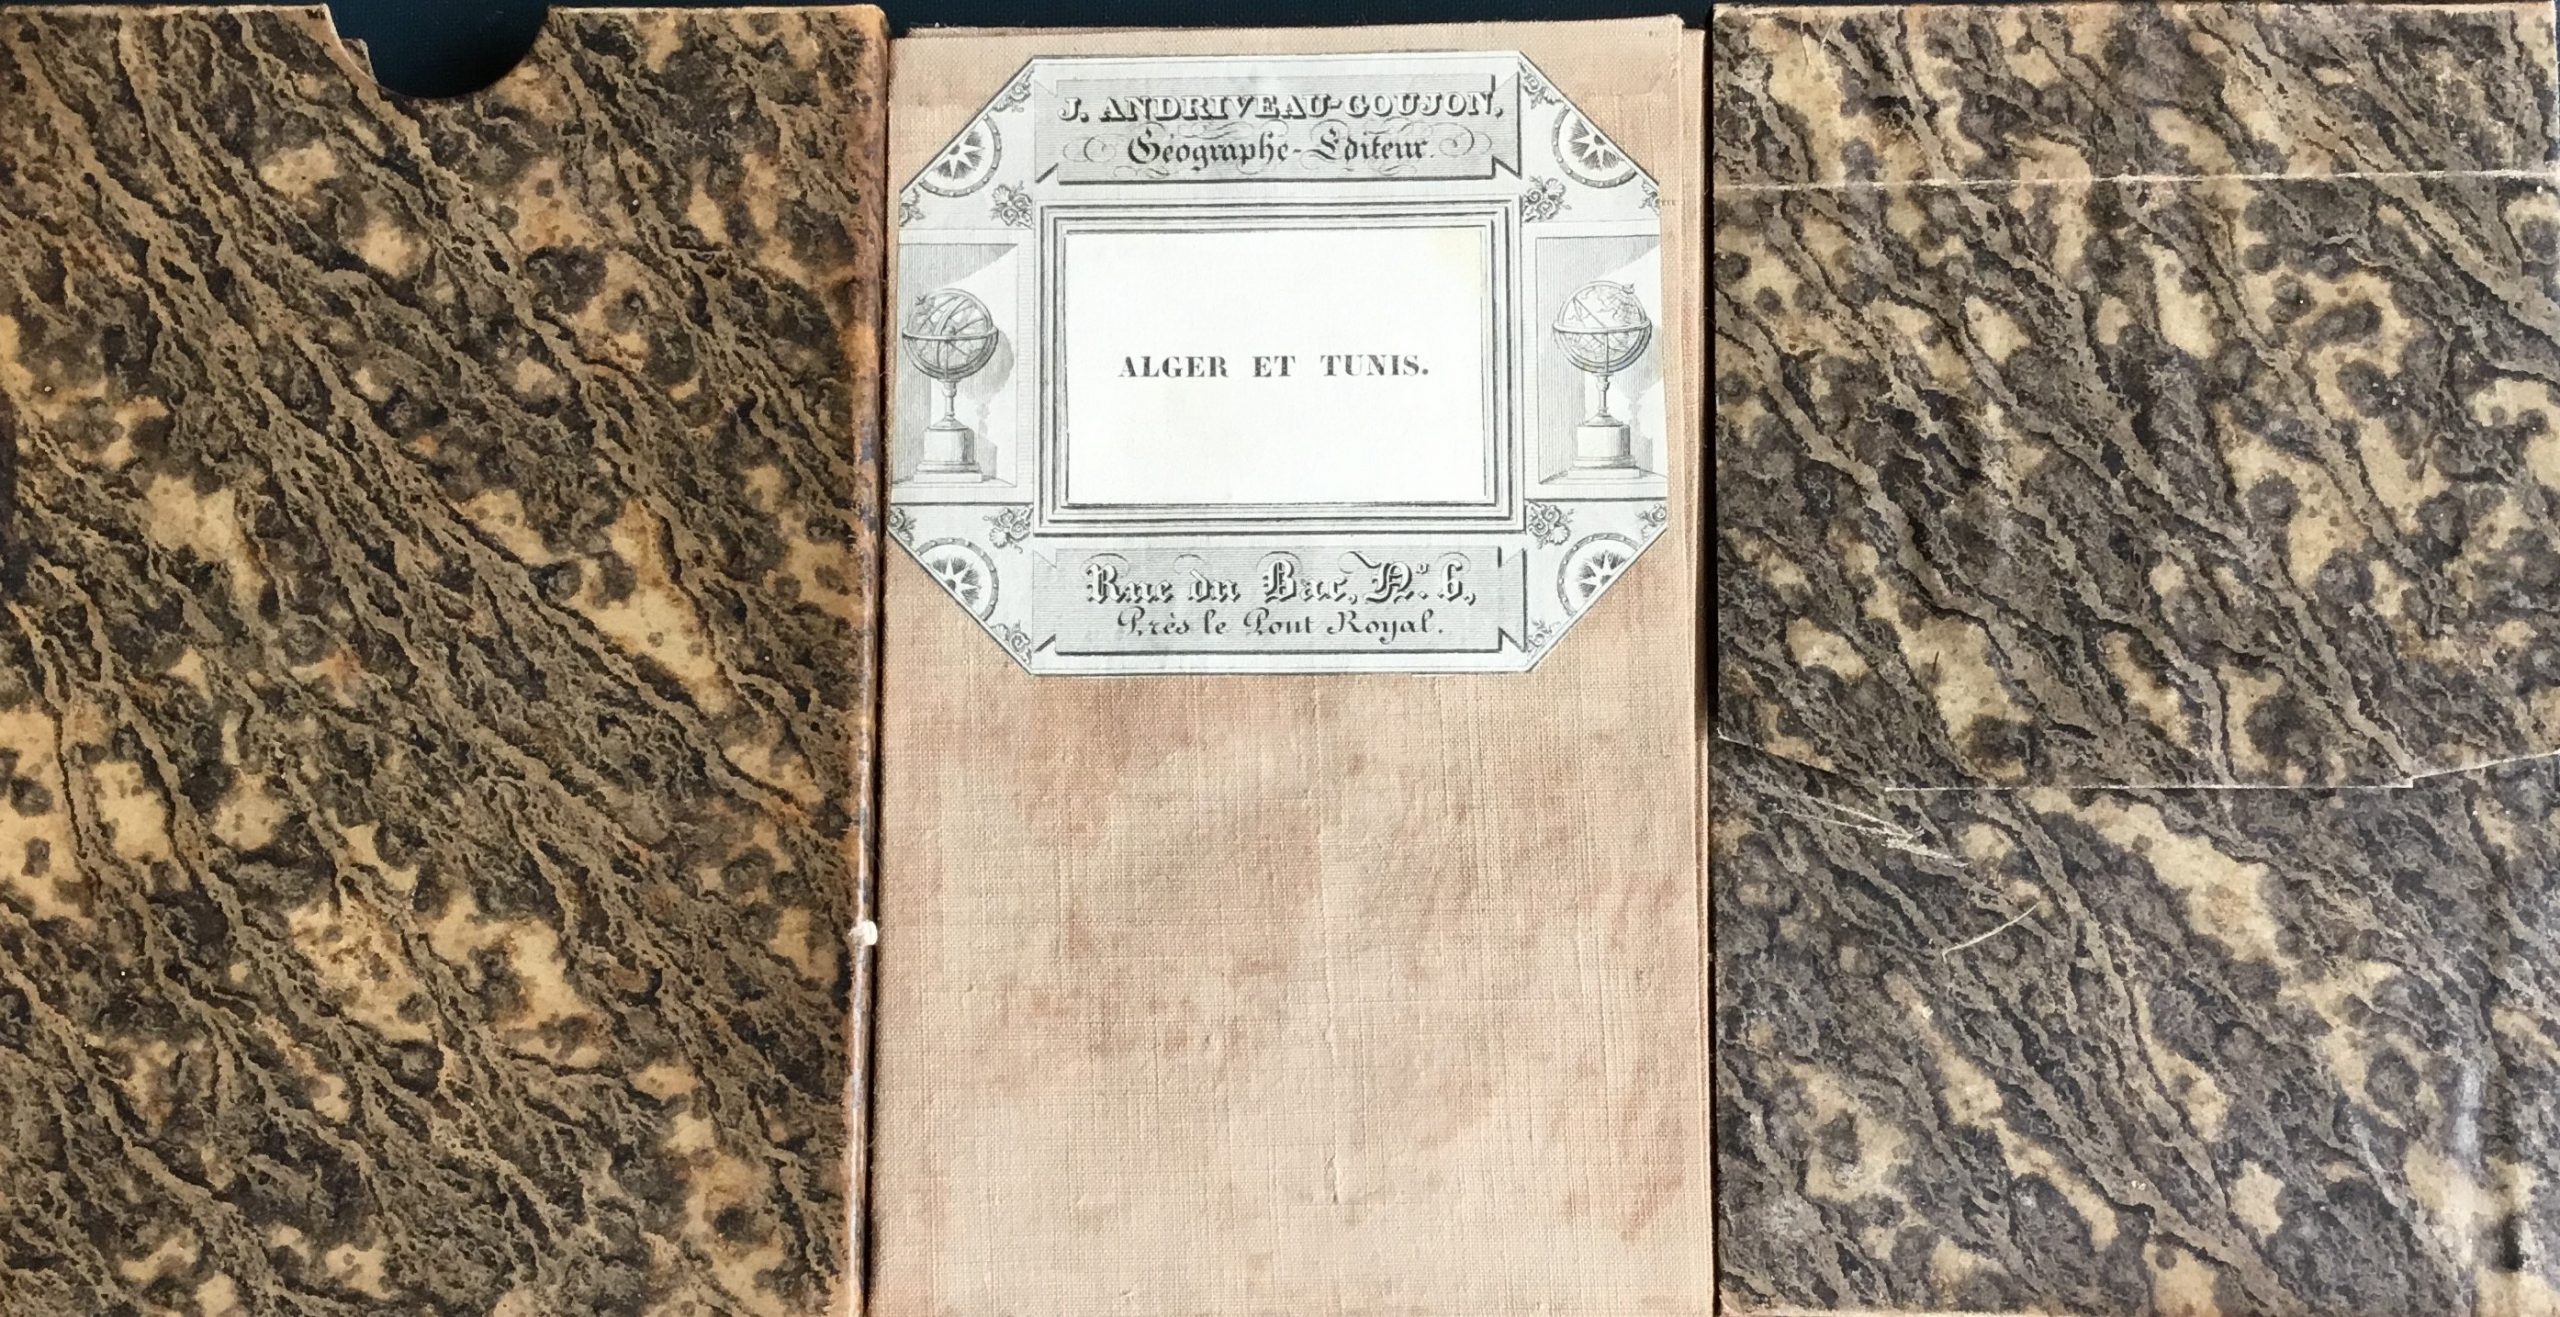 J. ANDRIVEAU-GOUJON,
Géographe-Editeur.
ALGER ET TUNIS.
Rue du Bac, N.º 6,
Près le Pont Royal.